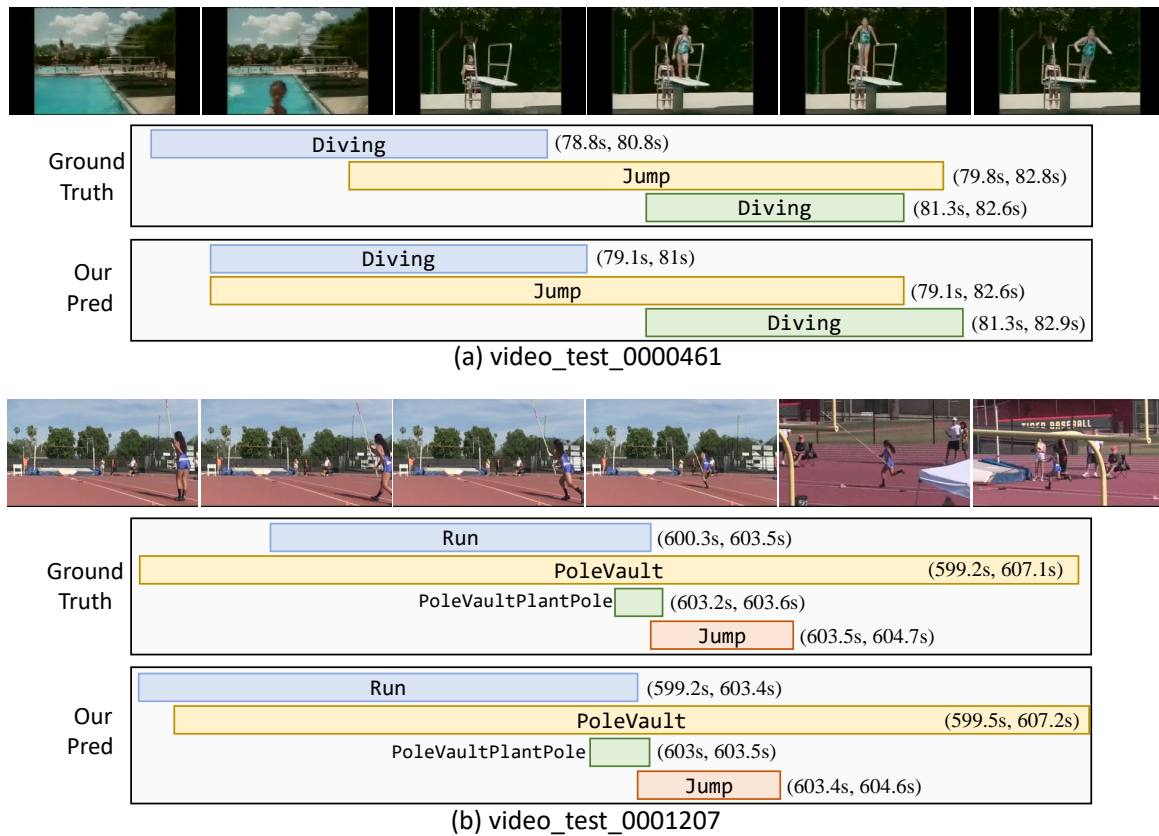 Ground
Truth
Diving (78.8s, 80.8s)
Jump (79.8s, 82.8s)
Diving (81.3s, 82.6s)
Our
Pred
Diving (79.1s, 81s)
Jump (79.1s, 82.6s)
Diving (81.3s, 82.9s)
(a) video_test_0000461
TIGER BASEBALL
Ground
Truth
Run (600.3s, 603.5s)
PoleVault (599.2s, 607.1s)
PoleVaultPlantPole (603.2s, 603.6s)
Jump (603.5s, 604.7s)
Our
Pred
Run (599.2s, 603.4s)
PoleVault (599.5s, 607.2s)
PoleVaultPlantPole (603s, 603.5s)
Jump (603.4s, 604.6s)
(b) video_test_0001207